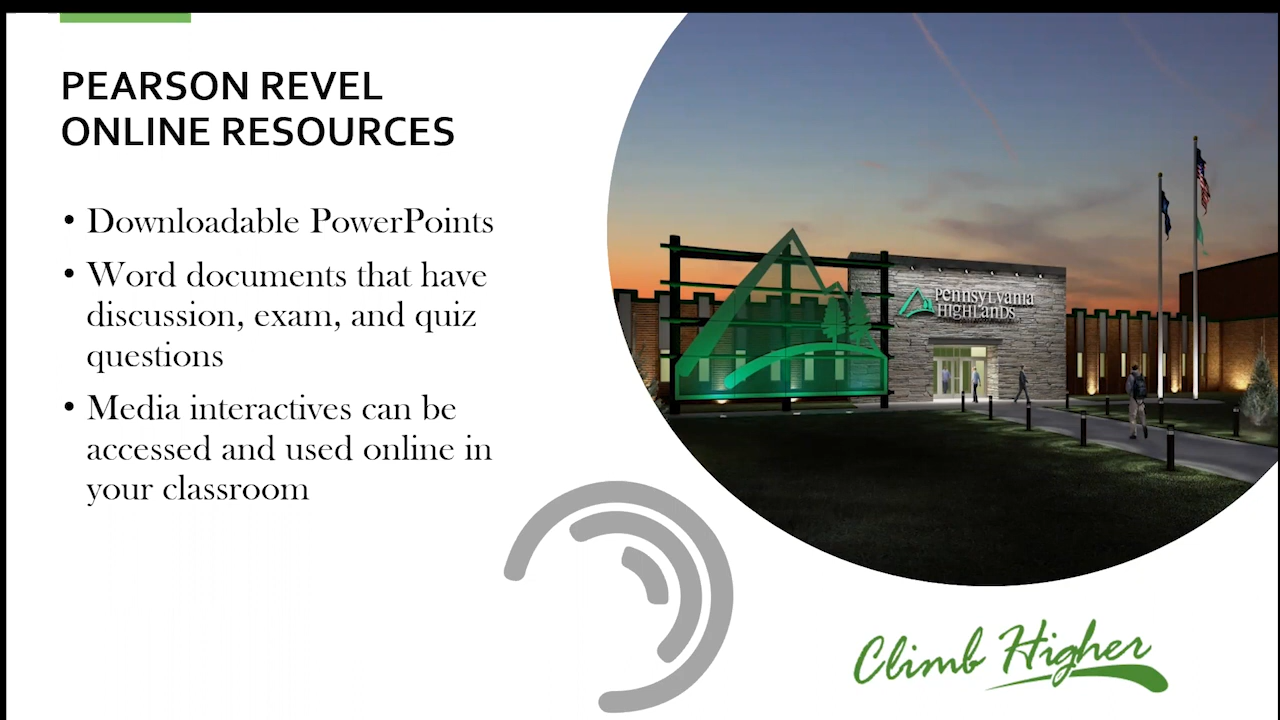 PEARSON REVEL
ONLINE RESOURCES
• Downloadable PowerPoints
• Word documents that have
discussion, exam, and quiz
questions
• Media interactives can be
accessed and used online in
your classroom
Pennsylvania
Highlands
Climb Higher